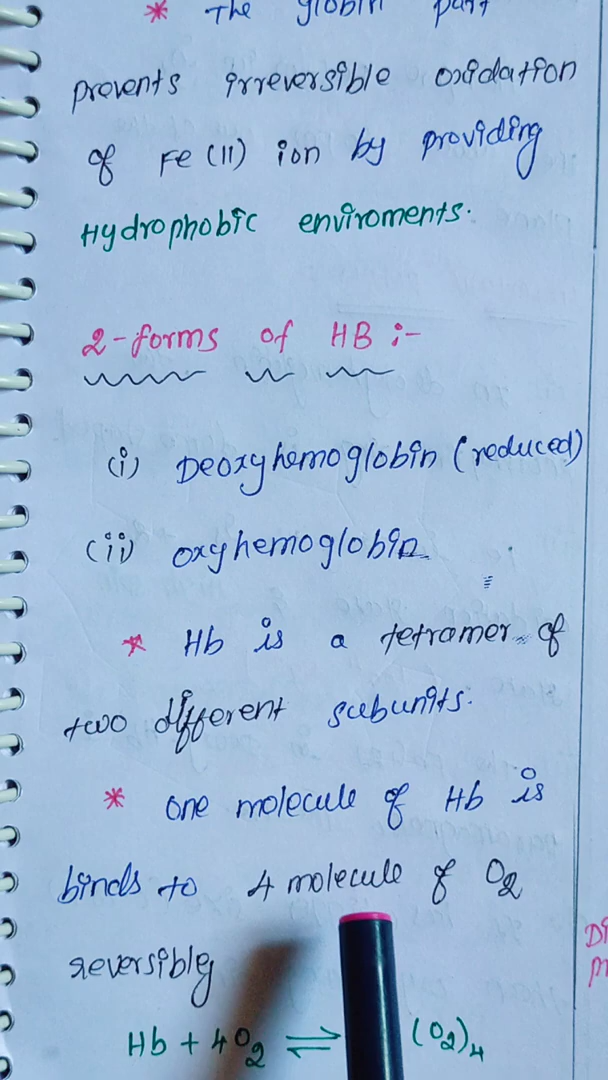 * The globin part
prevents irreversible oxidation
of Fe (II) ion by providing
Hydrophobic enviroments.
2-forms of HB :-
(i) Deoxyhemoglobin (reduced)
(ii) oxyhemoglobin
* Hb is a tetramer of
two different subunits.
* one molecule of Hb is
binds to 4 molecule of O2
reversibly
Hb + 4O2 ⇌ (O2)4